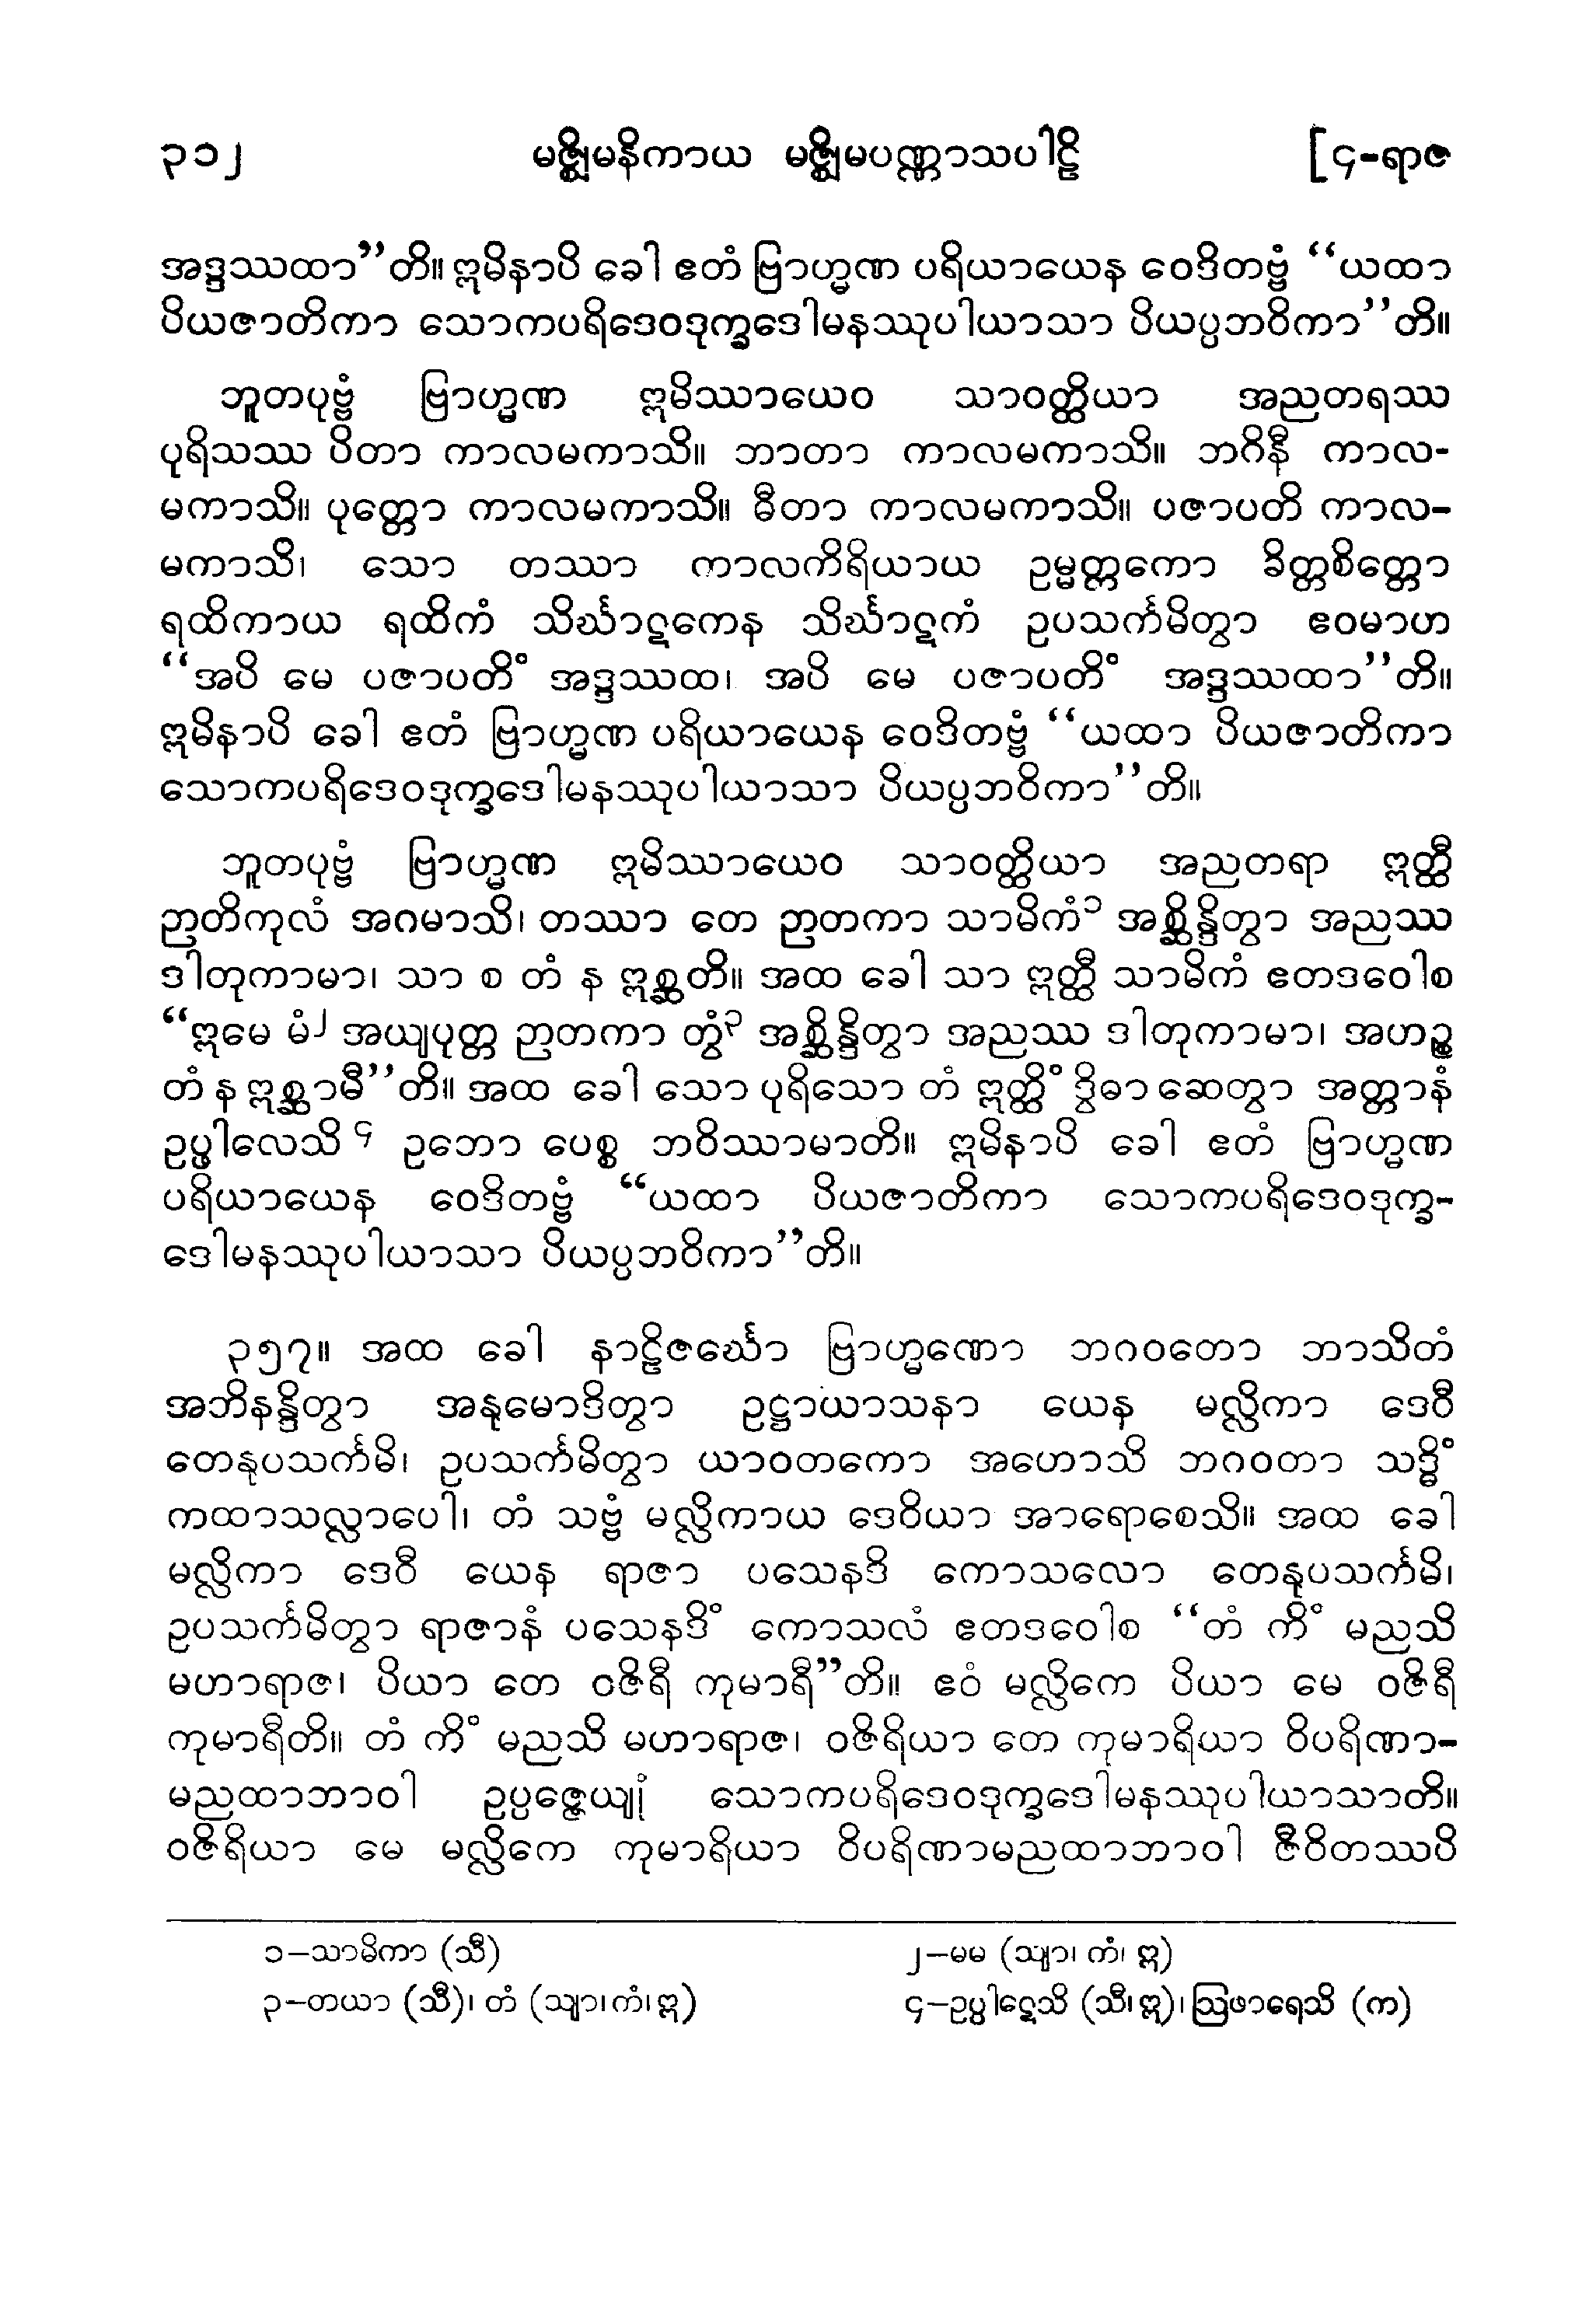 ၃၁၂ မဇ္ဈိမနိကာယ မဇ္ဈိမပဏ္ဏာသပါဠိ [၄-ရာဇ
အဒ္ဒဿထာ”တိ။ ဣမိနာပိ ခေါ ဧတံ ဗြာဟ္မဏ ပရိယာယေန ဝေဒိတဗ္ဗံ “ယထာ
ပိယဇာတိကာ သောကပရိဒေဝဒုက္ခဒေါမနဿုပါယာသာ ပိယပ္ပဘဝိကာ”တိ။
ဘူတပုဗ္ဗံ ဗြာဟ္မဏ ဣမိဿာယေဝ သာဝတ္ထိယာ အညတရဿ
ပုရိသဿ ပိတာ ကာလမကာသိ။ ဘာတာ ကာလမကာသိ။ ဘဂိနီ ကာလ-
မကာသိ။ ပုတ္တော ကာလမကာသိ။ ဓီတာ ကာလမကာသိ။ ပဇာပတိ ကာလ-
မကာသိ၊ သော တဿာ ကာလကိရိယာယ ဥမ္မတ္တကော ခိတ္တစိတ္တော
ရထိကာယ ရထိကံ သိင်္ဃာဋကေန သိင်္ဃာဋကံ ဥပသင်္ကမိတွာ ဧဝမာဟ
“အပိ မေ ပဇာပတိံ အဒ္ဒဿထ၊ အပိ မေ ပဇာပတိံ အဒ္ဒဿထာ”တိ။
ဣမိနာပိ ခေါ ဧတံ ဗြာဟ္မဏ ပရိယာယေန ဝေဒိတဗ္ဗံ “ယထာ ပိယဇာတိကာ
သောကပရိဒေဝဒုက္ခဒေါမနဿုပါယာသာ ပိယပ္ပဘဝိကာ”တိ။
ဘူတပုဗ္ဗံ ဗြာဟ္မဏ ဣမိဿာယေဝ သာဝတ္ထိယာ အညတရာ ဣတ္ထီ
ဉာတိကုလံ အဂမာသိ၊ တဿာ တေ ဉာတကာ သာမိကံ၁ အစ္ဆိန္ဒိတွာ အညဿ
ဒါတုကာမာ၊ သာ စ တံ န ဣစ္ဆတိ။ အထ ခေါ သာ ဣတ္ထီ သာမိကံ ဧတဒဝေါစ
“ဣမေ မံ၂ အယျပုတ္တ ဉာတကာ တွံ၃ အစ္ဆိန္ဒိတွာ အညဿ ဒါတုကာမာ၊ အဟဉ္စ
တံ န ဣစ္ဆာမီ”တိ။ အထ ခေါ သော ပုရိသော တံ ဣတ္ထိံ ဒွိဓာ ဆေတွာ အတ္တာနံ
ဥပ္ဖါလေသိ၄ ဥဘော ပေစ္စ ဘဝိဿာမာတိ။ ဣမိနာပိ ခေါ ဧတံ ဗြာဟ္မဏ
ပရိယာယေန ဝေဒိတဗ္ဗံ “ယထာ ပိယဇာတိကာ သောကပရိဒေဝဒုက္ခ-
ဒေါမနဿုပါယာသာ ပိယပ္ပဘဝိကာ”တိ။
၃၅၇။ အထ ခေါ နာဠိဇင်္ဃော ဗြာဟ္မဏော ဘဂဝတော ဘာသိတံ
အဘိနန္ဒိတွာ အနုမောဒိတွာ ဥဋ္ဌာယာသနာ ယေန မလ္လိကာ ဒေဝီ
တေနုပသင်္ကမိ၊ ဥပသင်္ကမိတွာ ယာဝတကော အဟောသိ ဘဂဝတာ သဒ္ဓိံ
ကထာသလ္လာပေါ၊ တံ သဗ္ဗံ မလ္လိကာယ ဒေဝိယာ အာရောစေသိ။ အထ ခေါ
မလ္လိကာ ဒေဝီ ယေန ရာဇာ ပသေနဒိ ကောသလော တေနုပသင်္ကမိ၊
ဥပသင်္ကမိတွာ ရာဇာနံ ပသေနဒိံ ကောသလံ ဧတဒဝေါစ “တံ ကိံ မညသိ
မဟာရာဇ၊ ပိယာ တေ ဝဇိရီ ကုမာရီ”တိ။ ဧဝံ မလ္လိကေ ပိယာ မေ ဝဇိရီ
ကုမာရီတိ။ တံ ကိံ မညသိ မဟာရာဇ၊ ဝဇိရိယာ တေ ကုမာရိယာ ဝိပရိဏာ-
မညထာဘာဝါ ဥပ္ပဇ္ဇေယျုံ သောကပရိဒေဝဒုက္ခဒေါမနဿုပါယာသာတိ။
ဝဇိရိယာ မေ မလ္လိကေ ကုမာရိယာ ဝိပရိဏာမညထာဘာဝါ ဇီဝိတဿပိ
၁−သာမိကာ (သီ) ၂−မမ (သျာ၊ ကံ၊ ဣ)
၃−တယာ (သီ)၊ တံ (သျာ၊ကံ၊ဣ) ၄−ဥပ္ပါဋေသိ (သီ၊ဣ)၊ ဩဖာရေသိ (က)